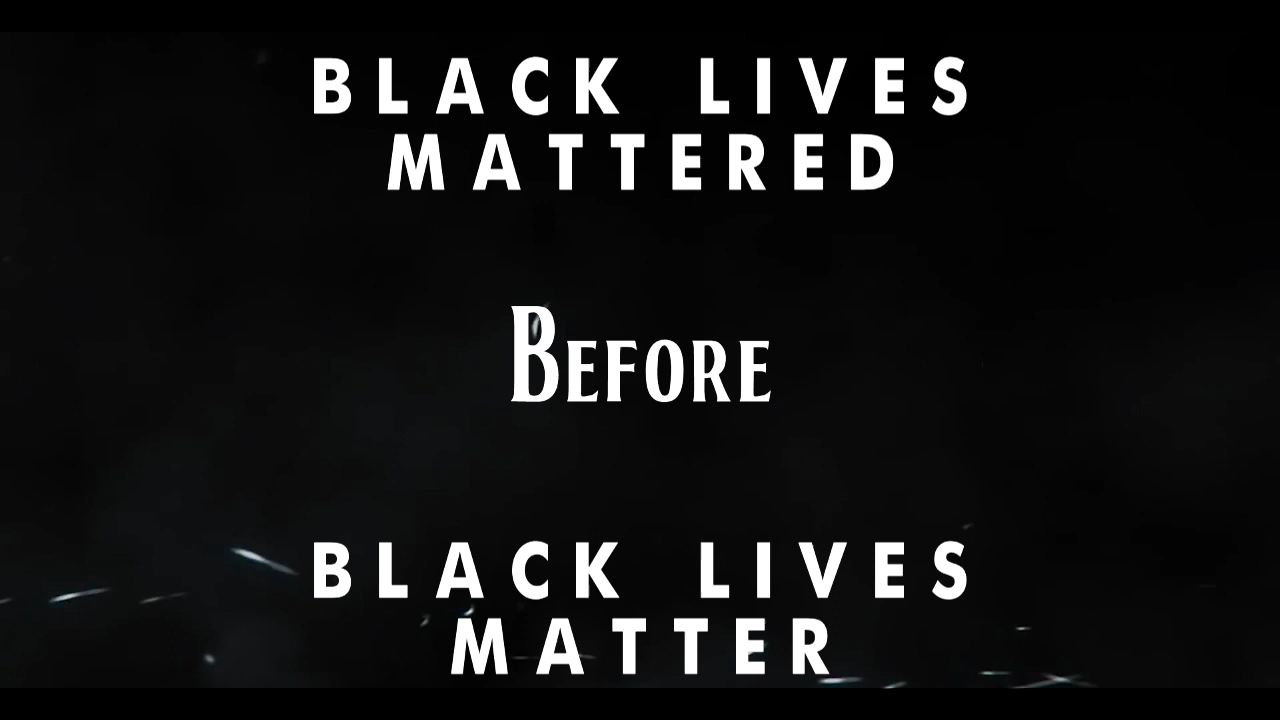 BLACK LIVES
MATTERED
BEFORE
BLACK LIVES
MATTER